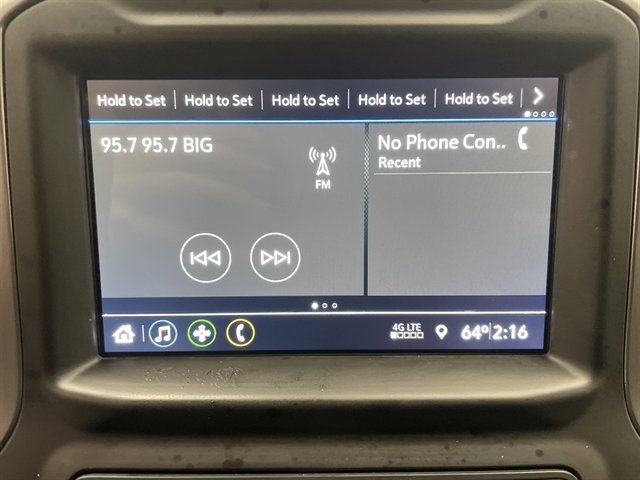 Hold to Set Hold to Set Hold to Set Hold to Set Hold to Set
95.7 95.7 BIG
FM
No Phone Con..
Recent
4G LTE
64° 2:16